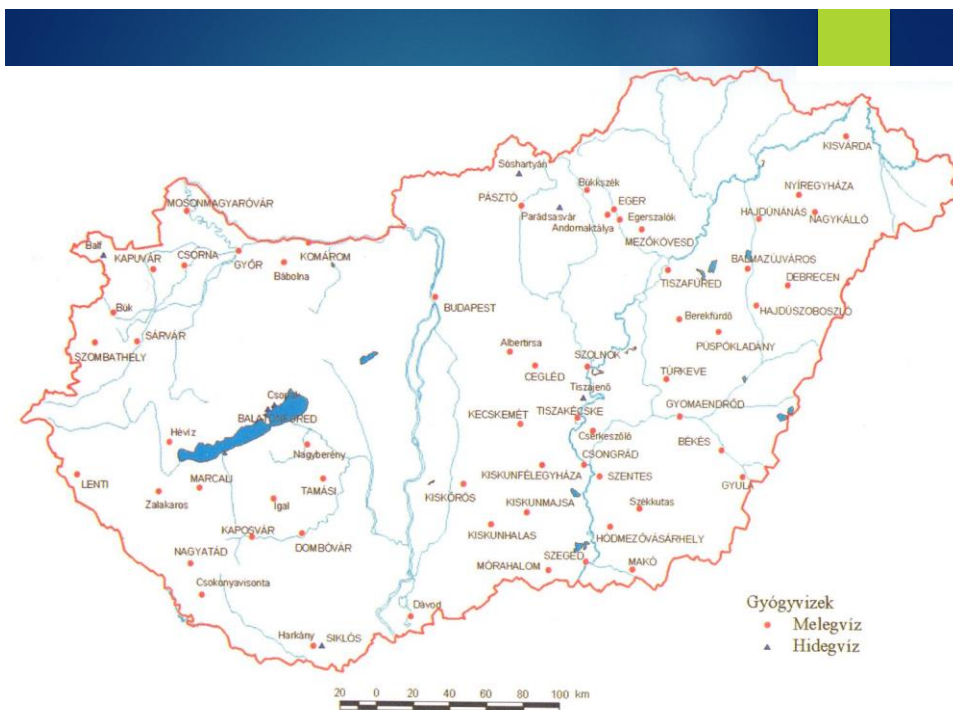 KISVÁRDA
Sóshartyán
Bükkszék
NYÍREGYHÁZA
PÁSZTÓ
Parádsasvár
EGER
MOSONMAGYARÓVÁR
Egerszalók
HAJDÚNÁNÁS
NAGYKÁLLÓ
Andornaktálya
MEZŐKÖVESD
Balf
KAPUVÁR
CSORNA
GYŐR
KOMÁROM
Bábolna
BALMAZÚJVÁROS
TISZAFÜRED
DEBRECEN
BUDAPEST
Bük
Berekfürdő
HAJDÚSZOBOSZLÓ
SÁRVÁR
SZOMBATHELY
PÜSPÖKLADÁNY
Albertirsa
SZOLNOK
CEGLÉD
TÚRKEVE
Tiszajenő
Csopak
BALATONFÜRED
KECSKEMÉT
TISZAKÉCSKE
GYOMAENDRŐD
Hévíz
Cserkeszőlő
BÉKÉS
Nagyberény
KISKUNFÉLEGYHÁZA
CSONGRÁD
SZENTES
LENTI
MARCALI
Zalakaros
Igal
TAMÁSI
KISKŐRÖS
GYULA
KISKUNMAJSA
Székkutas
KAPOSVÁR
DOMBÓVÁR
KISKUNHALAS
HÓDMEZŐVÁSÁRHELY
NAGYATÁD
MÓRAHALOM
SZEGED
MAKÓ
Csokonyavisonta
Dávod
Harkány
SIKLÓS
Gyógyvizek
Melegvíz
Hidegvíz
20 0 20 40 60 80 100 km